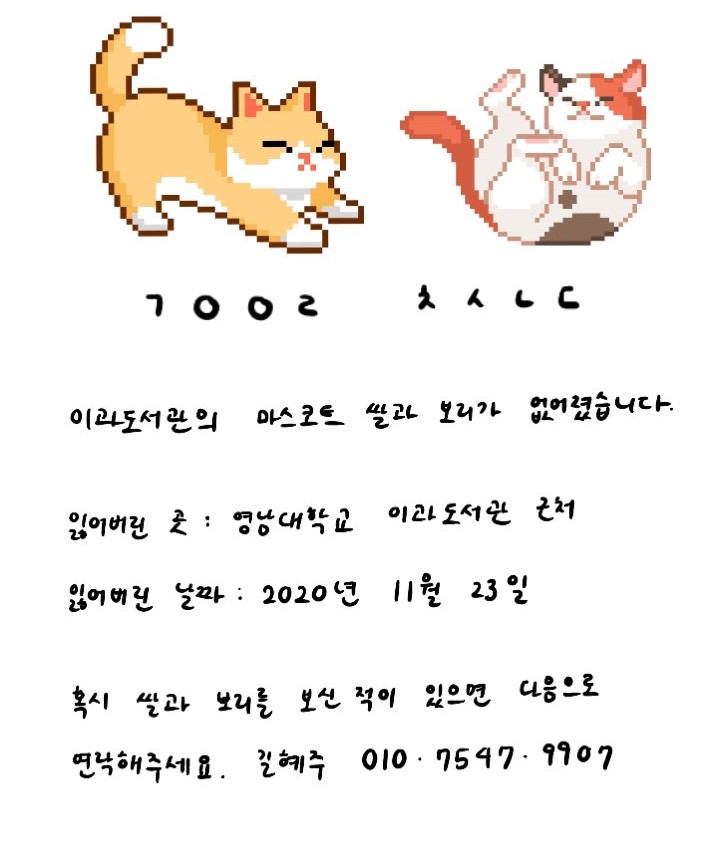 ㄱㅇㅇㄹ ㅊㅅㄴㄷ
이과도서관의 마스코트 쌀과 보리가 없어졌습니다.
잃어버린 곳 : 영남대학교 이과도서관 근처
잃어버린 날짜 : 2020년 11월 23일
혹시 쌀과 보리를 보신 적이 있으면 다음으로
연락해주세요. 길혜주 010·7547·9907